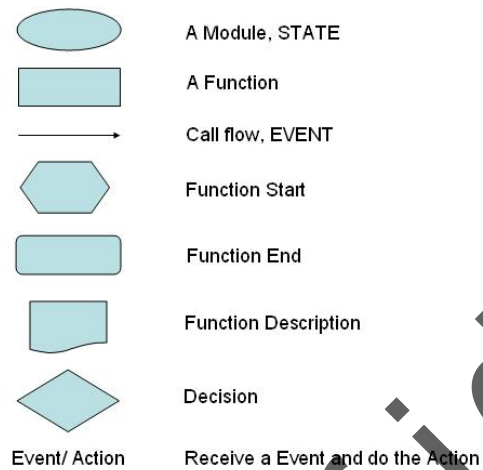 A Module, STATE
A Function
Call flow, EVENT
Function Start
Function End
Function Description
Decision
Event/ Action Receive a Event and do the Action